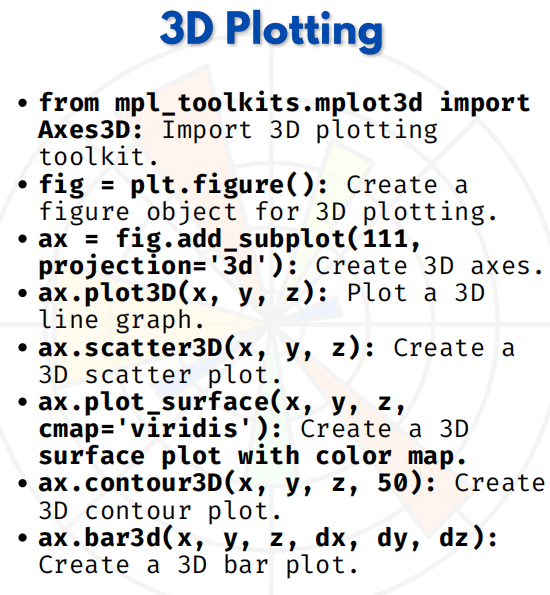 3D Plotting
• from mpl_toolkits.mplot3d import
Axes3D: Import 3D plotting
toolkit.
• fig = plt.figure(): Create a
figure object for 3D plotting.
• ax = fig.add_subplot(111,
projection='3d'): Create 3D axes.
• ax.plot3D(x, y, z): Plot a 3D
line graph.
• ax.scatter3D(x, y, z): Create a
3D scatter plot.
• ax.plot_surface(x, y, z,
cmap='viridis'): Create a 3D
surface plot with color map.
• ax.contour3D(x, y, z, 50): Create
3D contour plot.
• ax.bar3d(x, y, z, dx, dy, dz):
Create a 3D bar plot.